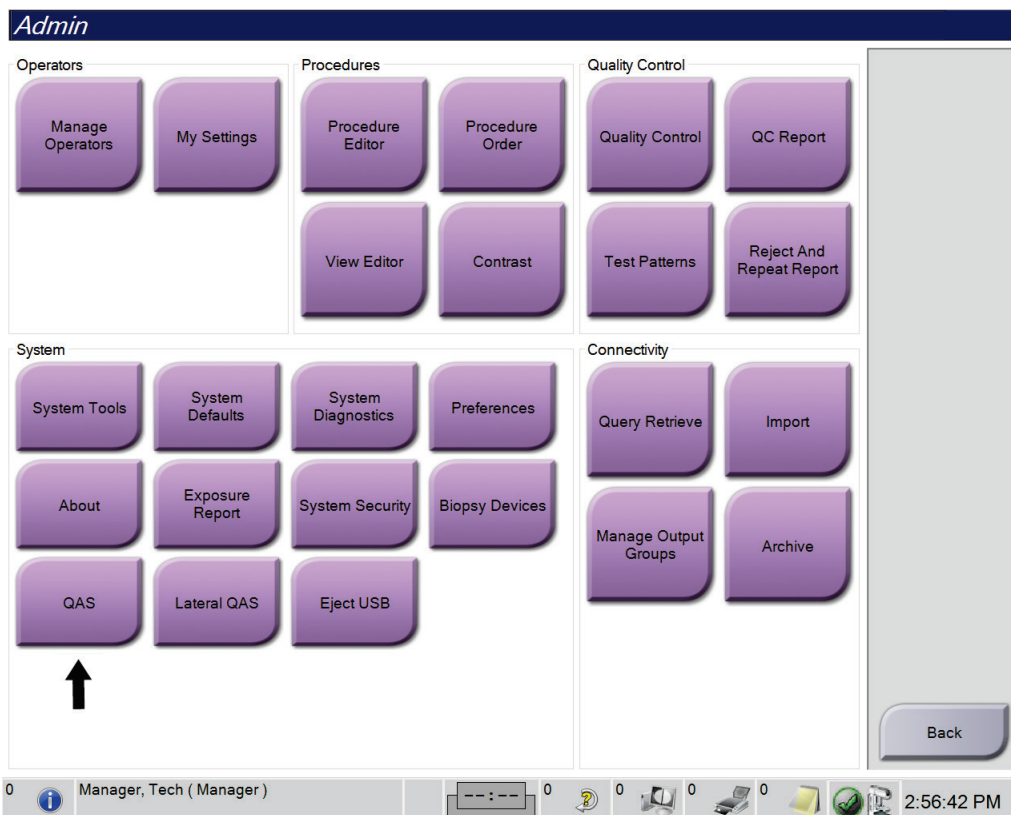 Admin
Operators
Manage
Operators
My Settings
Procedures
Procedure
Editor
Procedure
Order
View Editor
Contrast
Quality Control
Quality Control
QC Report
Test Patterns
Reject And
Repeat Report
System
System Tools
System
Defaults
System
Diagnostics
Preferences
About
Exposure
Report
System Security
Biopsy Devices
QAS
Lateral QAS
Eject USB
Connectivity
Query Retrieve
Import
Manage Output
Groups
Archive
Back
0
Manager, Tech ( Manager )
--:--
0
0
0
0
2:56:42 PM